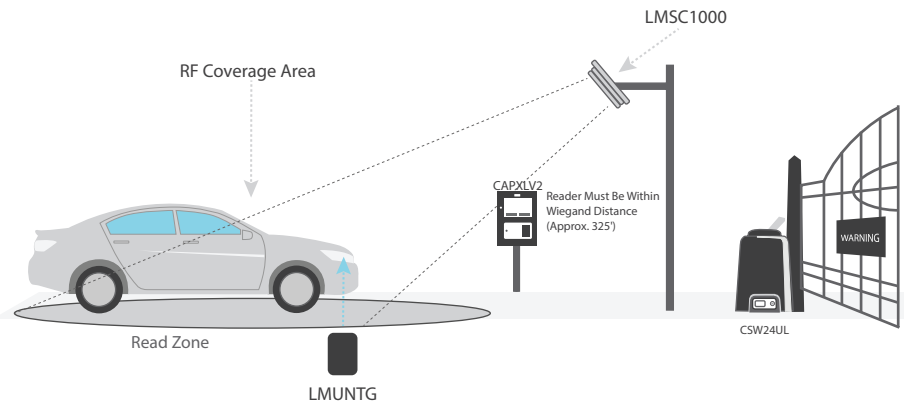 LMSC1000
RF Coverage Area
CAPXLV2
Reader Must Be Within
Wiegand Distance
(Approx. 325')
WARNING
CSW24UL
Read Zone
LMUNTG